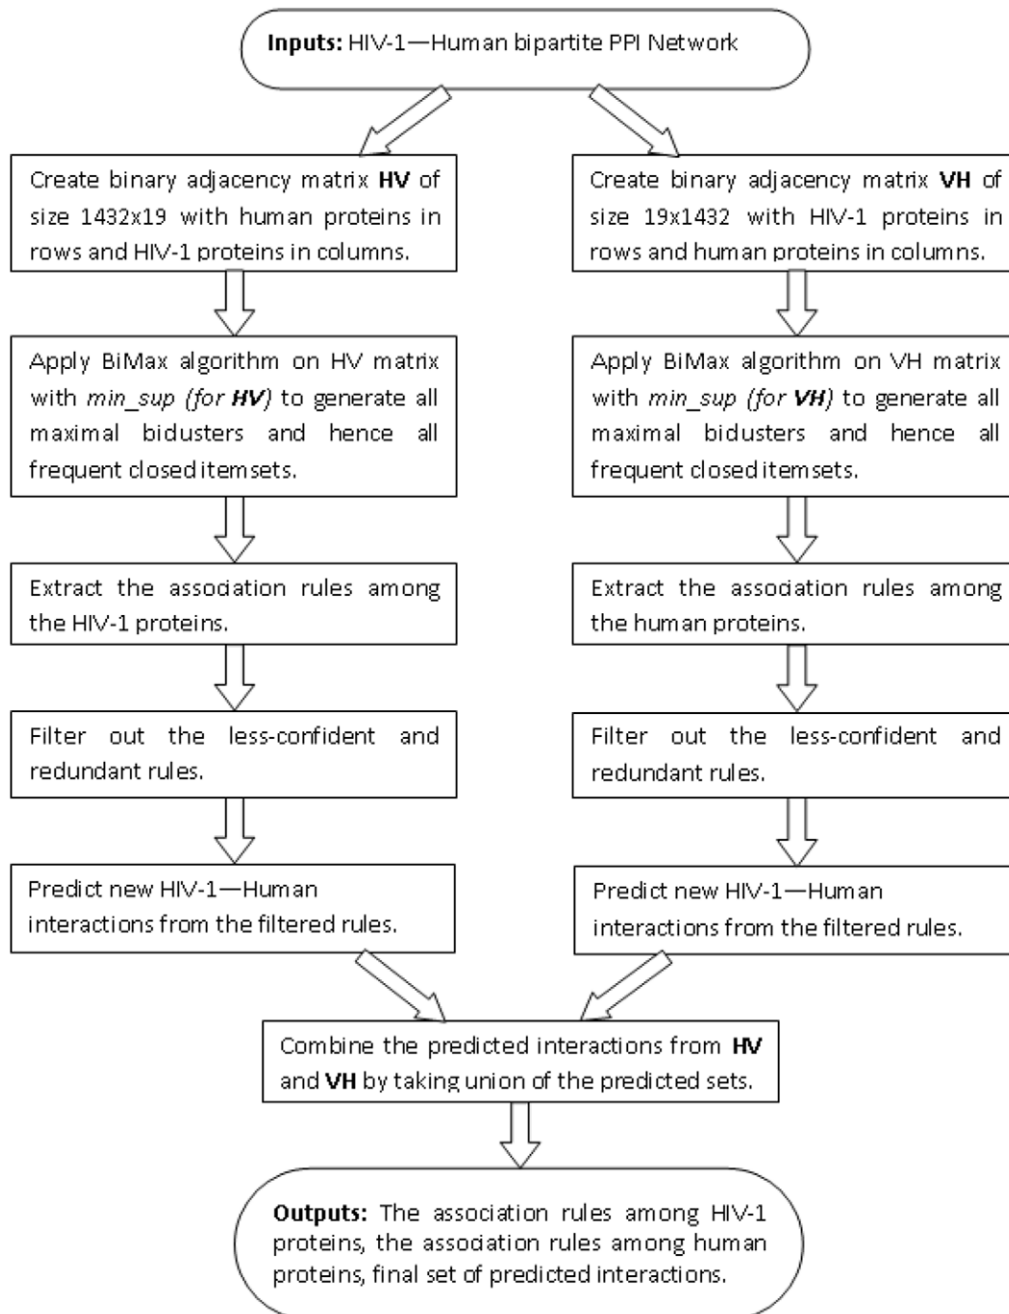 Inputs: HIV-1—Human bipartite PPI Network
Create binary adjacency matrix HV of
size 1432x19 with human proteins in
rows and HIV-1 proteins in columns.
Create binary adjacency matrix VH of
size 19x1432 with HIV-1 proteins in
rows and human proteins in columns.
Apply BiMax algorithm on HV matrix
with min_sup (for HV) to generate all
maximal biclusters and hence all
frequent closed itemsets.
Apply BiMax algorithm on VH matrix
with min_sup (for VH) to generate all
maximal biclusters and hence all
frequent closed itemsets.
Extract the association rules among
the HIV-1 proteins.
Extract the association rules among
the human proteins.
Filter out the less-confident and
redundant rules.
Filter out the less-confident and
redundant rules.
Predict new HIV-1—Human
interactions from the filtered rules.
Predict new HIV-1—Human
interactions from the filtered rules.
Combine the predicted interactions from HV
and VH by taking union of the predicted sets.
Outputs: The association rules among HIV-1
proteins, the association rules among human
proteins, final set of predicted interactions.